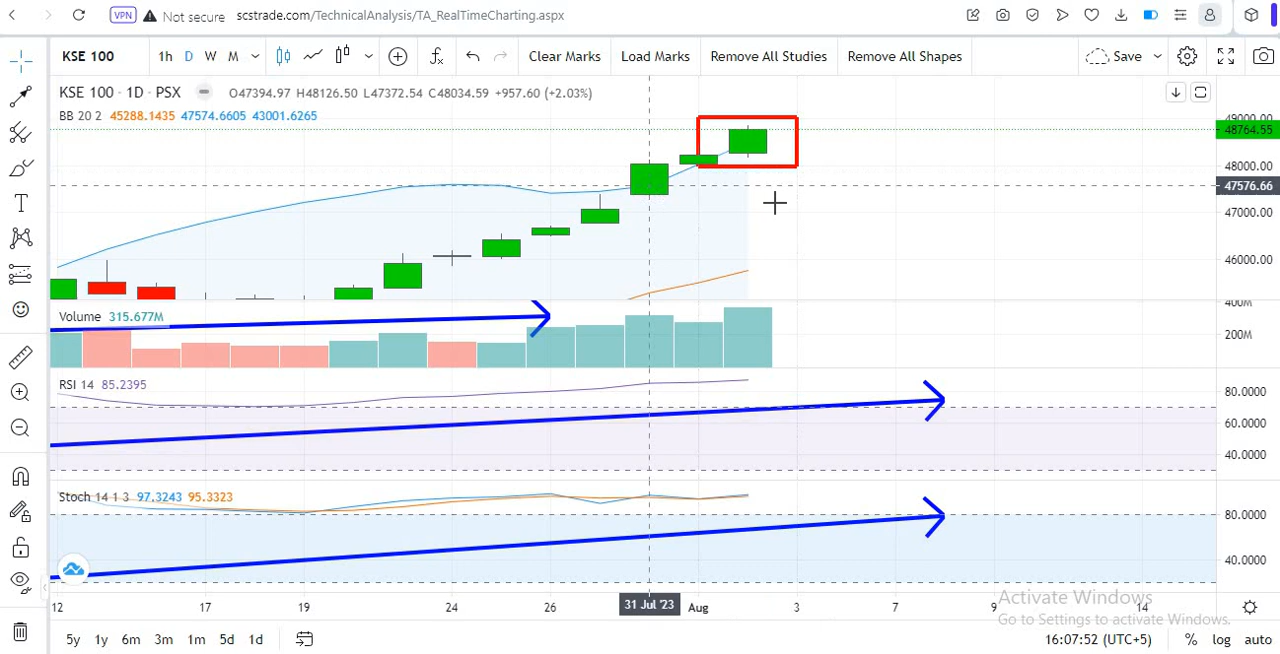 VPN Not secure scstrade.com/TechnicalAnalysis/TA_RealTimeCharting.aspx
KSE 100 1h D W M Clear Marks Load Marks Remove All Studies Remove All Shapes Save
KSE 100 · 1D · PSX O47394.97 H48126.50 L47372.54 C48034.59 +957.60 (+2.03%)
BB 20 2 45288.1435 47574.6605 43001.6265
49000.00
48764.55
48000.00
47576.66
47000.00
46000.00
Volume 315.677M
400M
200M
RSI 14 85.2395
80.0000
60.0000
40.0000
Stoch 14 1 3 97.3243 95.3323
80.0000
40.0000
12 17 19 24 26 31 Jul '23 Aug 3 7 9 14
Activate Windows
Go to Settings to activate Windows.
5y 1y 6m 3m 1m 5d 1d 16:07:52 (UTC+5) % log auto